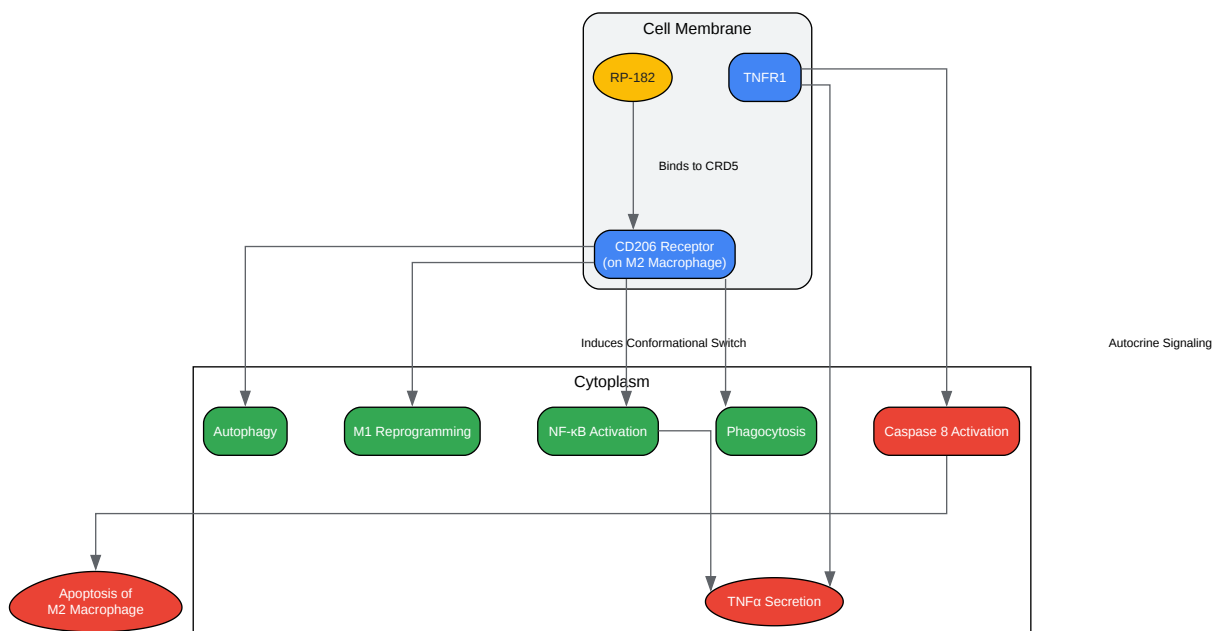 Cell Membrane
RP-182
TNFR1
Binds to CRD5
CD206 Receptor
(on M2 Macrophage)
Induces Conformational Switch
Autocrine Signaling
Cytoplasm
Autophagy
M1 Reprogramming
NF-κB Activation
Phagocytosis
Caspase 8 Activation
Apoptosis of
M2 Macrophage
TNFα Secretion